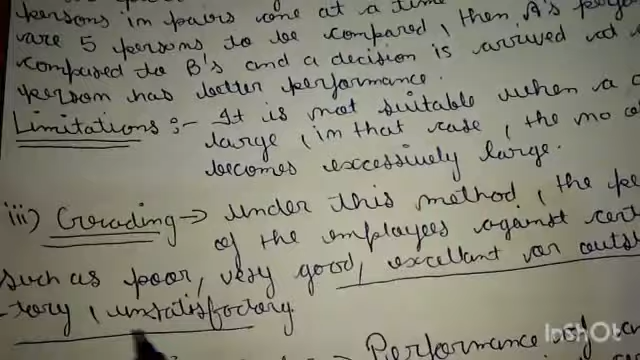 persons in pairs one at a time
are 5 persons to be compared, then A's
compared to B's and a decision is arrived at
person has better performance.
Limitations :- It is not suitable when a
large, in that case, the no
becomes excessively large.
iii) Grading → under this method, the
of the employees against
such as poor, very good, excellant or
-tory, unsatisfactory.
→ Performance of
KineMaster